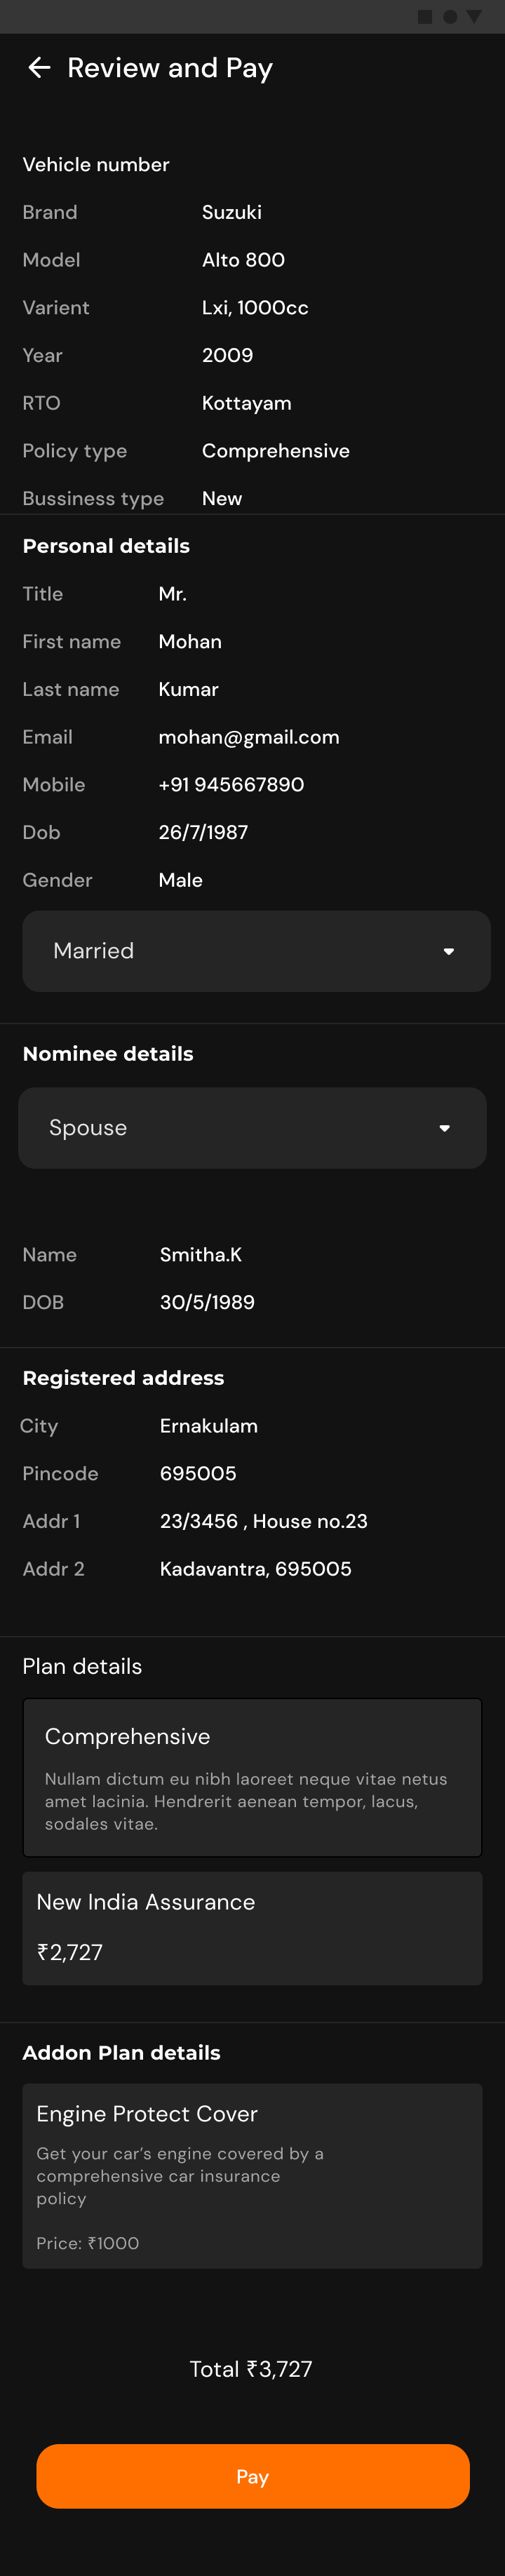 Review and Pay
Vehicle number
Brand Suzuki
Model Alto 800
Varient Lxi, 1000cc
Year 2009
RTO Kottayam
Policy type Comprehensive
Bussiness type New
Personal details
Title Mr.
First name Mohan
Last name Kumar
Email mohan@gmail.com
Mobile +91 945667890
Dob 26/7/1987
Gender Male
Married
Nominee details
Spouse
Name Smitha.K
DOB 30/5/1989
Registered address
City Ernakulam
Pincode 695005
Addr 1 23/3456 , House no.23
Addr 2 Kadavantra, 695005
Plan details
Comprehensive
Nullam dictum eu nibh laoreet neque vitae netus
amet lacinia. Hendrerit aenean tempor, lacus,
sodales vitae.
New India Assurance
₹2,727
Addon Plan details
Engine Protect Cover
Get your car’s engine covered by a
comprehensive car insurance
policy
Price: ₹1000
Total ₹3,727
Pay